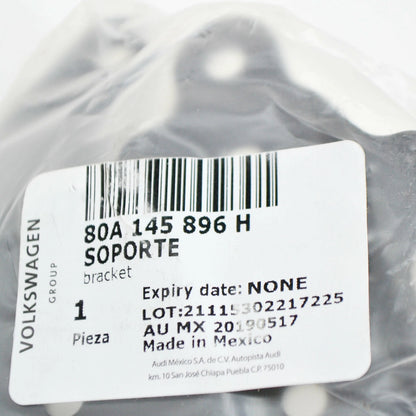 VOLKSWAGEN
GROUP
80A 145 896 H
SOPORTE
bracket
1
Pieza
Expiry date: NONE
LOT:21115302217225
AU MX 20190517
Made in Mexico
Audi México S.A. de C.V. Autopista Audi
km. 10 San José Chiapa Puebla C.P. 75010